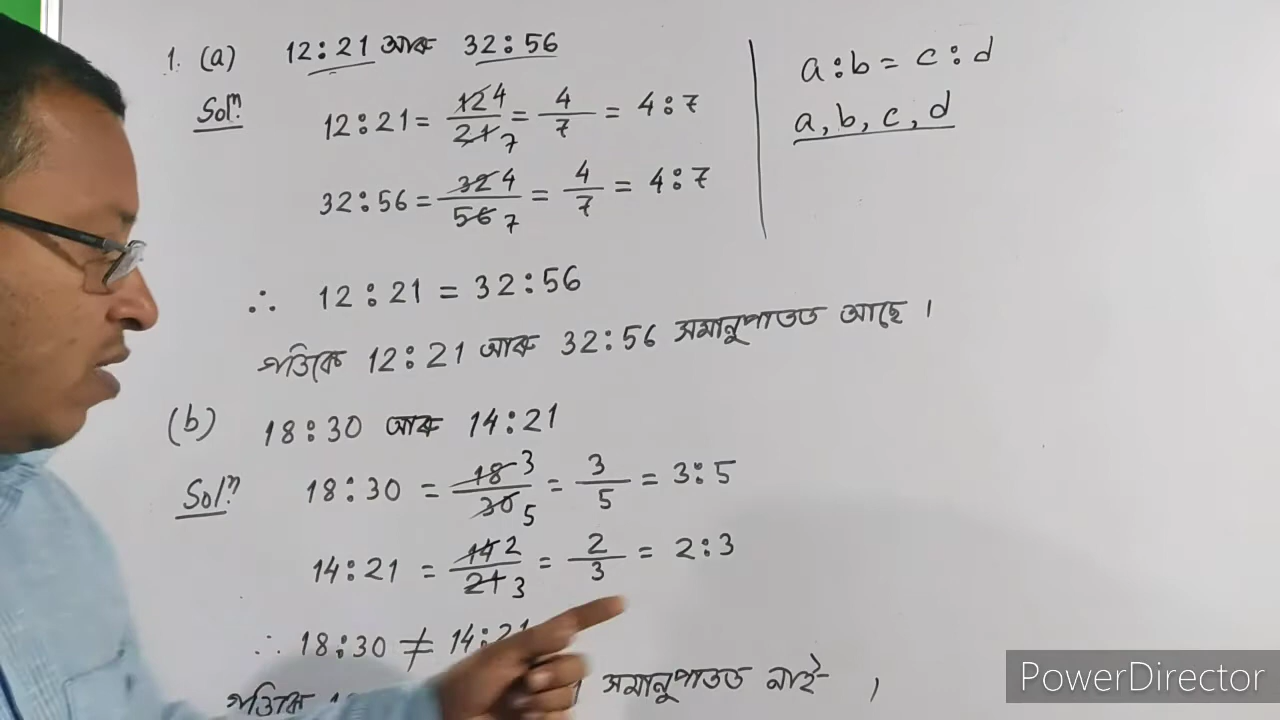 1. (a) 12:21 আৰু 32:56
Solⁿ.
12:21 = 12 4 / 21 7 = 4/7 = 4:7
32:56 = 32 4 / 56 7 = 4/7 = 4:7
∴ 12:21 = 32:56
গতিকে 12:21 আৰু 32:56 সমানুপাতত আছে।
a:b = c:d
a, b, c, d
(b) 18:30 আৰু 14:21
Solⁿ.
18:30 = 18 3 / 30 5 = 3/5 = 3:5
14:21 = 14 2 / 21 3 = 2/3 = 2:3
∴ 18:30 ≠ 14:21
গতিকে সমানুপাতত নাই।
PowerDirector